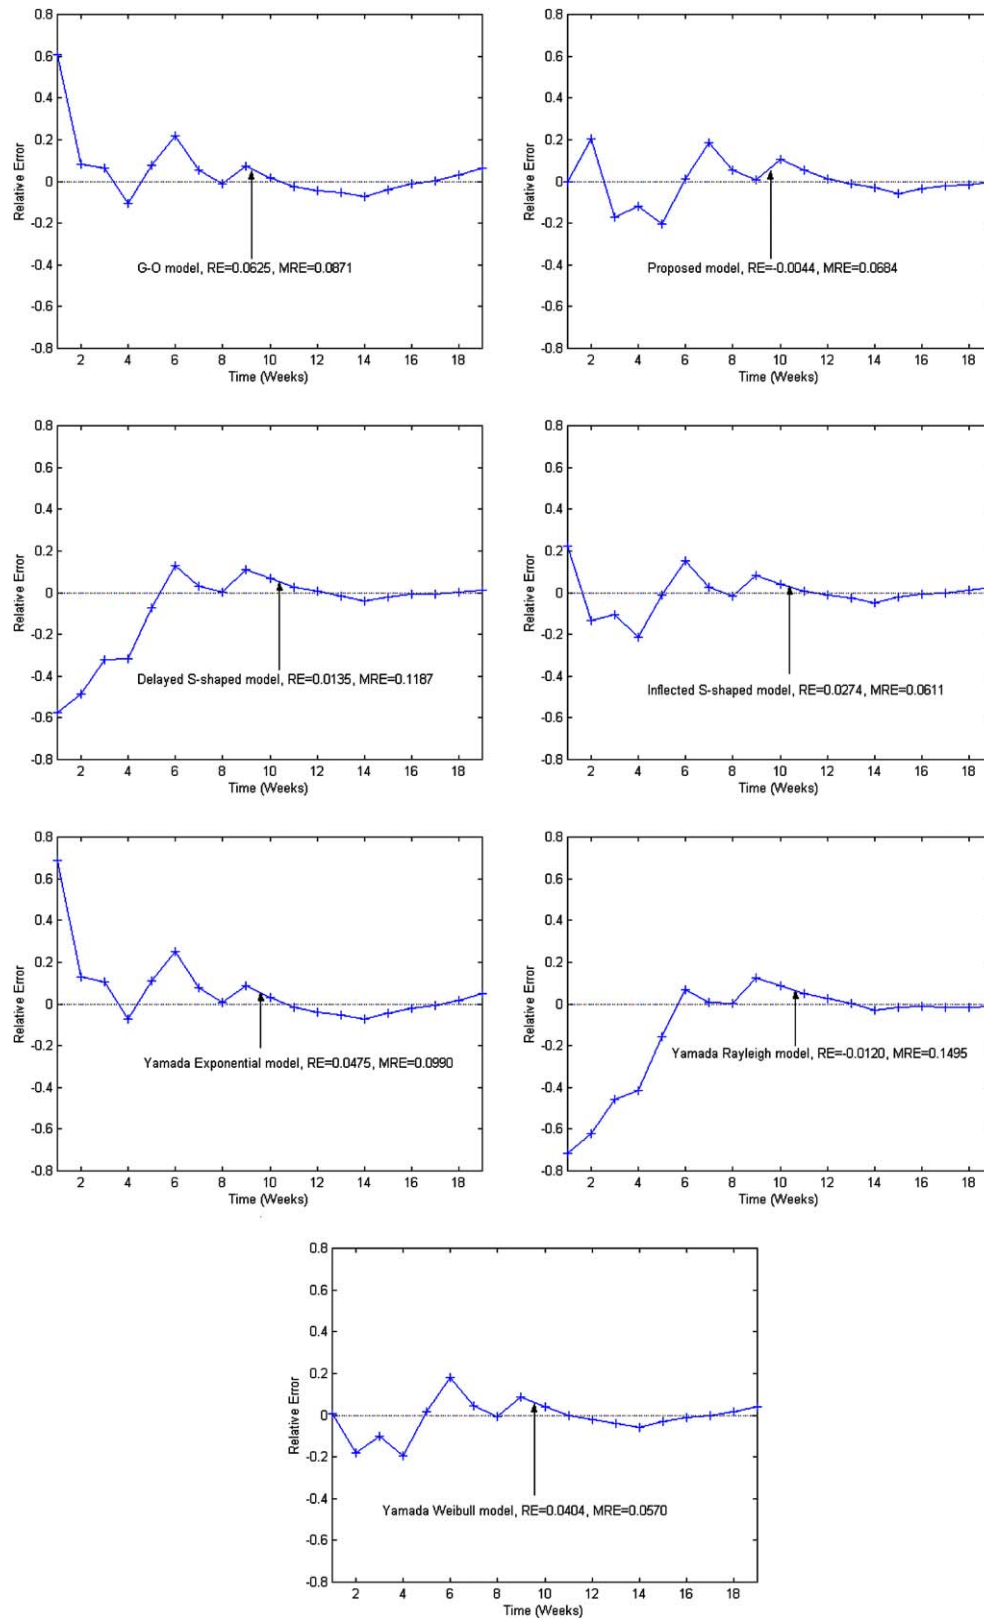 0.8
0.6
0.4
0.2
0
-0.2
-0.4
-0.6
-0.8
Relative Error
G-O model, RE=0.0625, MRE=0.0871
2 4 6 8 10 12 14 16 18
Time (Weeks)
0.8
0.6
0.4
0.2
0
-0.2
-0.4
-0.6
-0.8
Relative Error
Proposed model, RE=-0.0044, MRE=0.0684
2 4 6 8 10 12 14 16 18
Time (Weeks)
0.8
0.6
0.4
0.2
0
-0.2
-0.4
-0.6
-0.8
Relative Error
Delayed S-shaped model, RE=0.0135, MRE=0.1187
2 4 6 8 10 12 14 16 18
Time (Weeks)
0.8
0.6
0.4
0.2
0
-0.2
-0.4
-0.6
-0.8
Relative Error
Inflected S-shaped model, RE=0.0274, MRE=0.0611
2 4 6 8 10 12 14 16 18
Time (Weeks)
0.8
0.6
0.4
0.2
0
-0.2
-0.4
-0.6
-0.8
Relative Error
Yamada Exponential model, RE=0.0475, MRE=0.0990
2 4 6 8 10 12 14 16 18
Time (Weeks)
0.8
0.6
0.4
0.2
0
-0.2
-0.4
-0.6
-0.8
Relative Error
Yamada Rayleigh model, RE=-0.0120, MRE=0.1495
2 4 6 8 10 12 14 16 18
Time (Weeks)
0.8
0.6
0.4
0.2
0
-0.2
-0.4
-0.6
-0.8
Relative Error
Yamada Weibull model, RE=0.0404, MRE=0.0570
2 4 6 8 10 12 14 16 18
Time (Weeks)